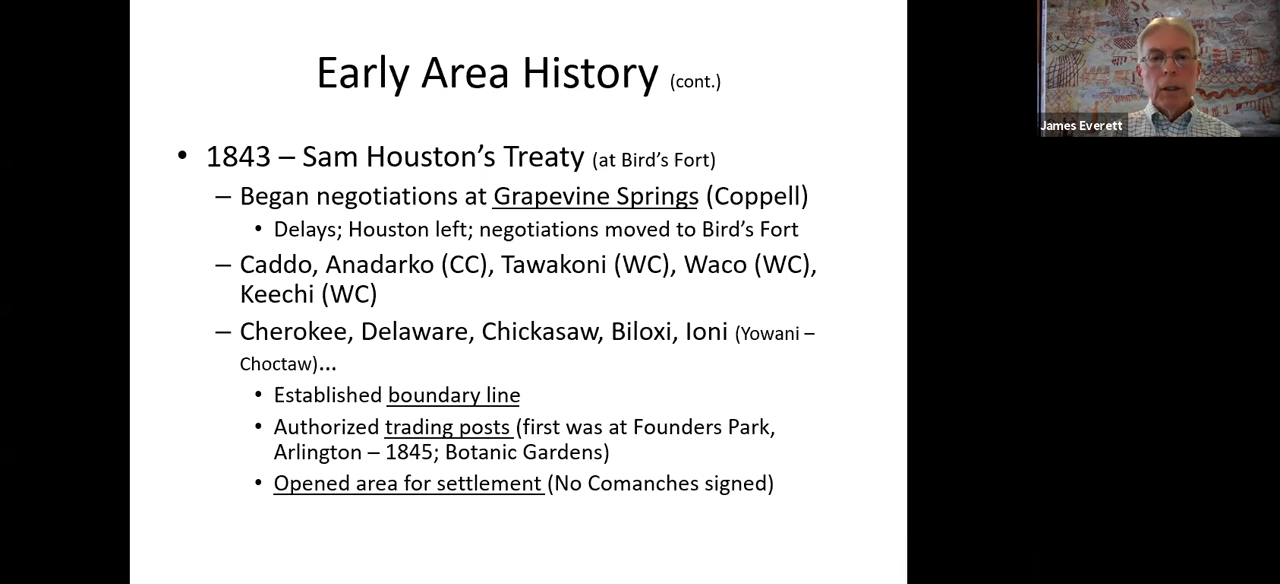 Early Area History (cont.)
James Everett
• 1843 – Sam Houston’s Treaty (at Bird’s Fort)
– Began negotiations at Grapevine Springs (Coppell)
• Delays; Houston left; negotiations moved to Bird’s Fort
– Caddo, Anadarko (CC), Tawakoni (WC), Waco (WC),
Keechi (WC)
– Cherokee, Delaware, Chickasaw, Biloxi, Ioni (Yowani –
Choctaw)...
• Established boundary line
• Authorized trading posts (first was at Founders Park,
Arlington – 1845; Botanic Gardens)
• Opened area for settlement (No Comanches signed)